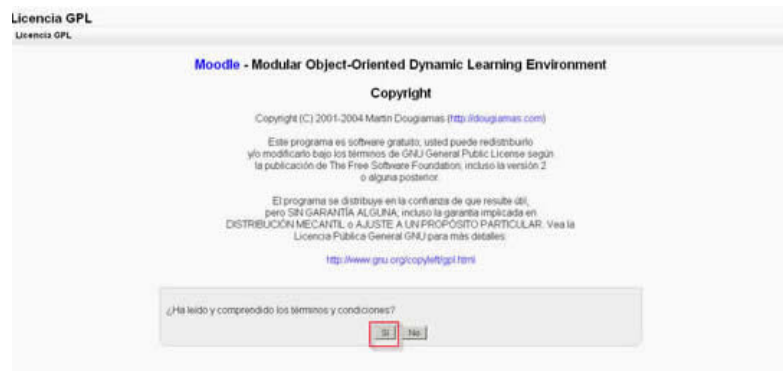 Licencia GPL
Licencia GPL
Moodle - Modular Object-Oriented Dynamic Learning Environment
Copyright
Copyright (C) 2001-2004 Martin Dougiamas (http://dougiamas.com)
Este programa es software gratuito; usted puede redistribuirlo
y/o modificarlo bajo los términos de GNU General Public License según
la publicación de The Free Software Foundation, incluso la versión 2
o alguna posterior.
El programa se distribuye en la confianza de que resulte útil,
pero SIN GARANTÍA ALGUNA; incluso la garantía implicada en
DISTRIBUCIÓN MECANTIL o AJUSTE A UN PROPÓSITO PARTICULAR. Vea la
Licencia Pública General GNU para más detalles:
http://www.gnu.org/copyleft/gpl.html
¿Ha leído y comprendido los términos y condiciones?
Sí No